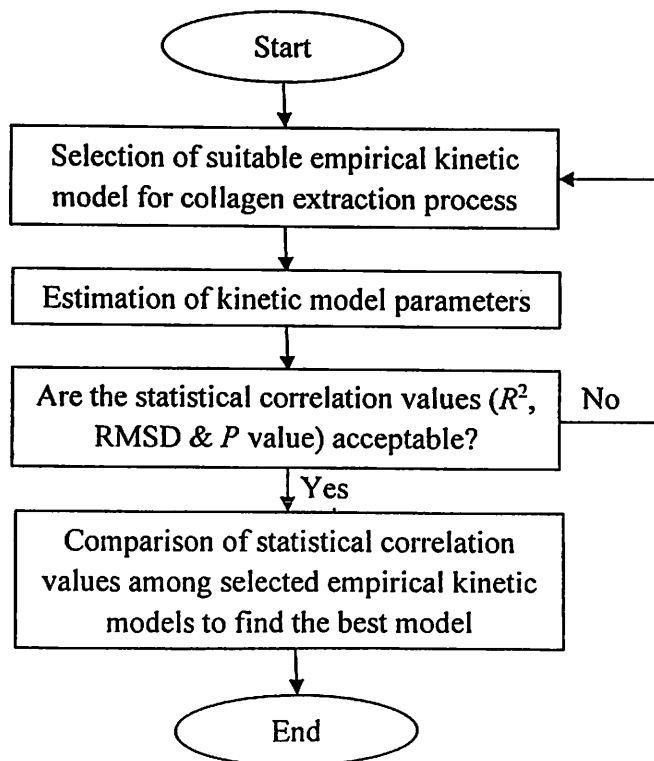 Start
Selection of suitable empirical kinetic
model for collagen extraction process
Estimation of kinetic model parameters
Are the statistical correlation values (R², No
RMSD & P value) acceptable?
Yes
Comparison of statistical correlation
values among selected empirical kinetic
models to find the best model
End